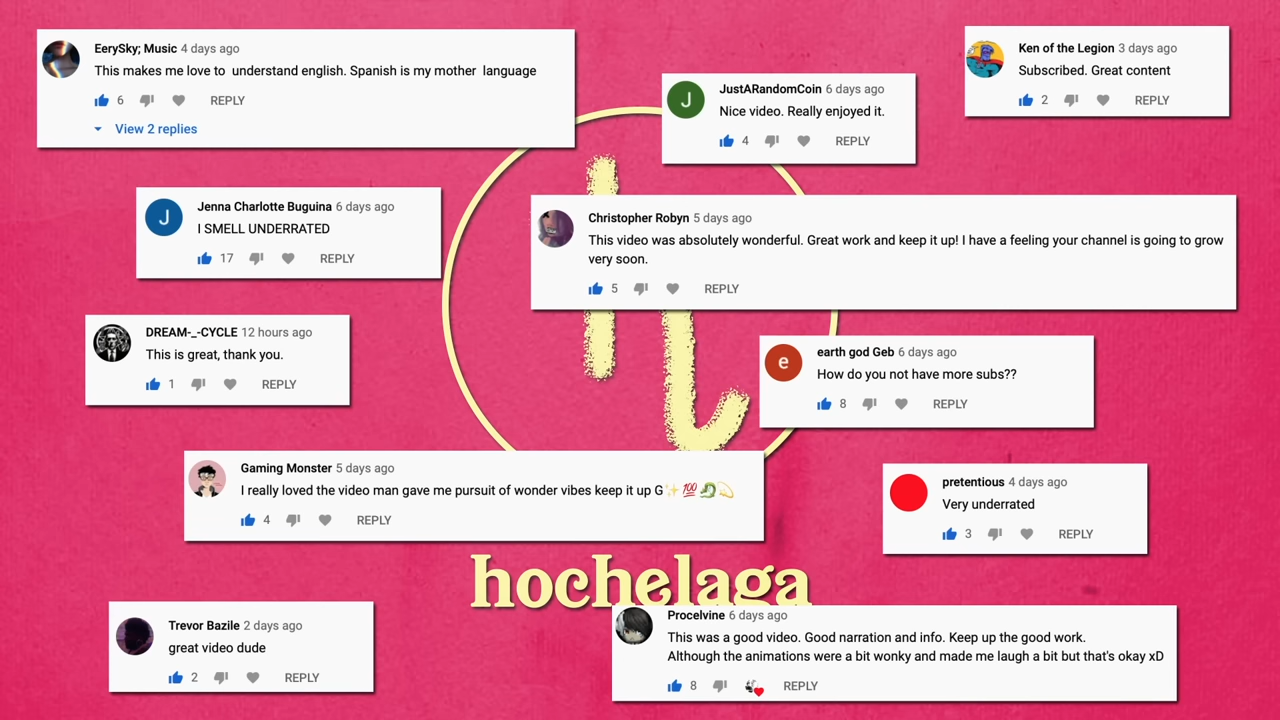 EerySky; Music 4 days ago
This makes me love to understand english. Spanish is my mother language
6 REPLY
View 2 replies
Ken of the Legion 3 days ago
Subscribed. Great content
2 REPLY
JustARandomCoin 6 days ago
Nice video. Really enjoyed it.
4 REPLY
J
J
Jenna Charlotte Buguina 6 days ago
I SMELL UNDERRATED
17 REPLY
Christopher Robyn 5 days ago
This video was absolutely wonderful. Great work and keep it up! I have a feeling your channel is going to grow
very soon.
5 REPLY
DREAM-_-CYCLE 12 hours ago
This is great, thank you.
1 REPLY
e
earth god Geb 6 days ago
How do you not have more subs??
8 REPLY
Gaming Monster 5 days ago
I really loved the video man gave me pursuit of wonder vibes keep it up G✨💯🐉💫
4 REPLY
pretentious 4 days ago
Very underrated
3 REPLY
hochelaga
Trevor Bazile 2 days ago
great video dude
2 REPLY
Procelvine 6 days ago
This was a good video. Good narration and info. Keep up the good work.
Although the animations were a bit wonky and made me laugh a bit but that's okay xD
8 REPLY